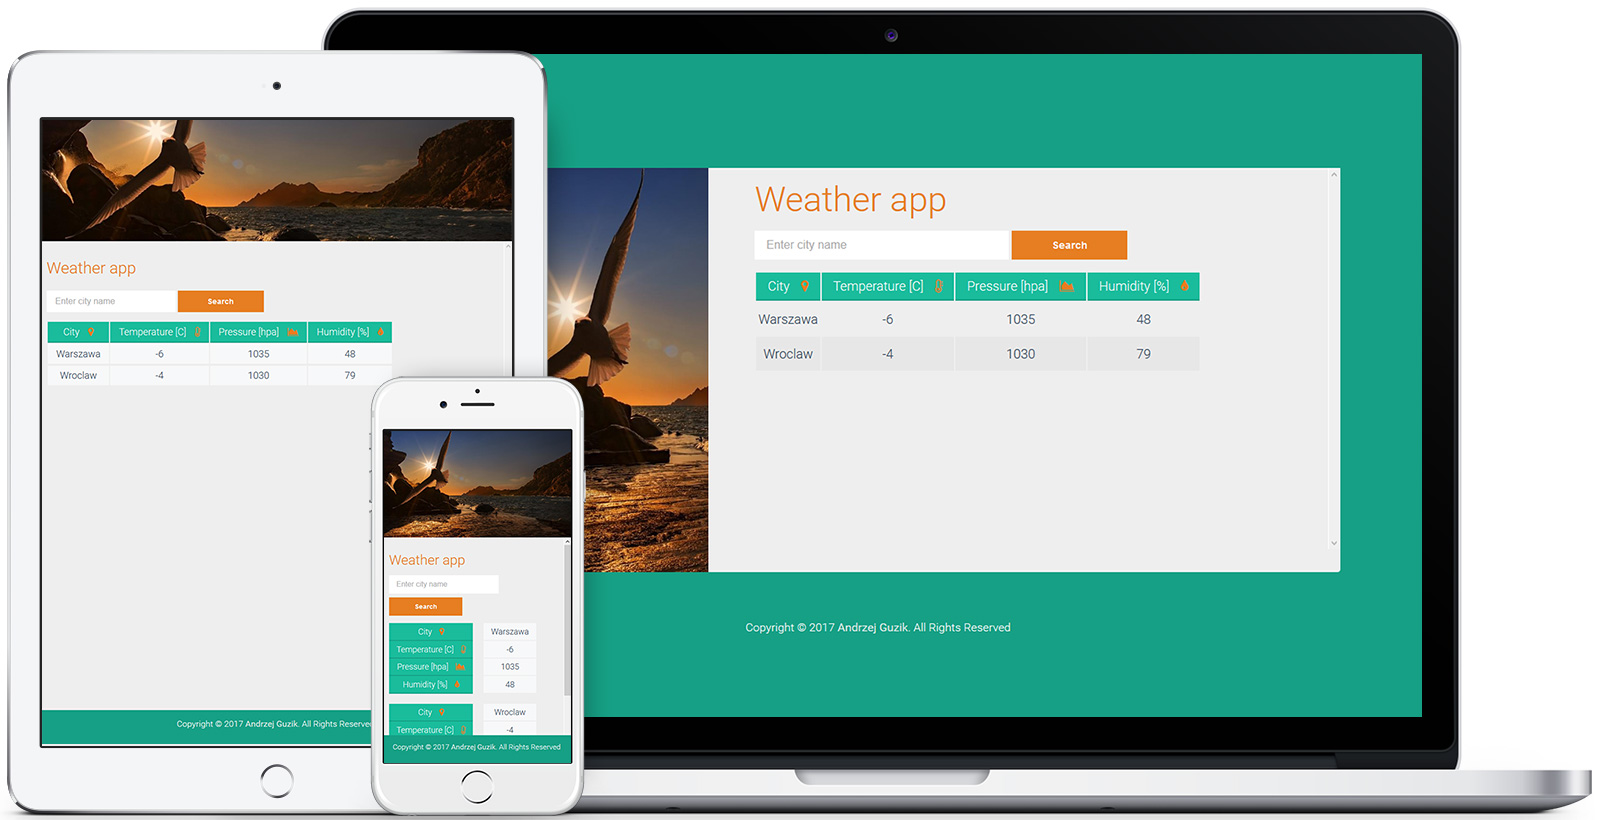 Weather app
Enter city name
Search
City Temperature [C] Pressure [hpa] Humidity [%]
Warszawa -6 1035 48
Wroclaw -4 1030 79
Copyright © 2017 Andrzej Guzik. All Rights Reserved
Weather app
Enter city name
Search
City Temperature [C] Pressure [hpa] Humidity [%]
Warszawa -6 1035 48
Wroclaw -4 1030 79
Copyright © 2017 Andrzej Guzik. All Rights Reserved
Weather app
Enter city name
Search
City Warszawa
Temperature [C] -6
Pressure [hpa] 1035
Humidity [%] 48
City Wroclaw
Temperature [C] -4
Copyright © 2017 Andrzej Guzik. All Rights Reserved